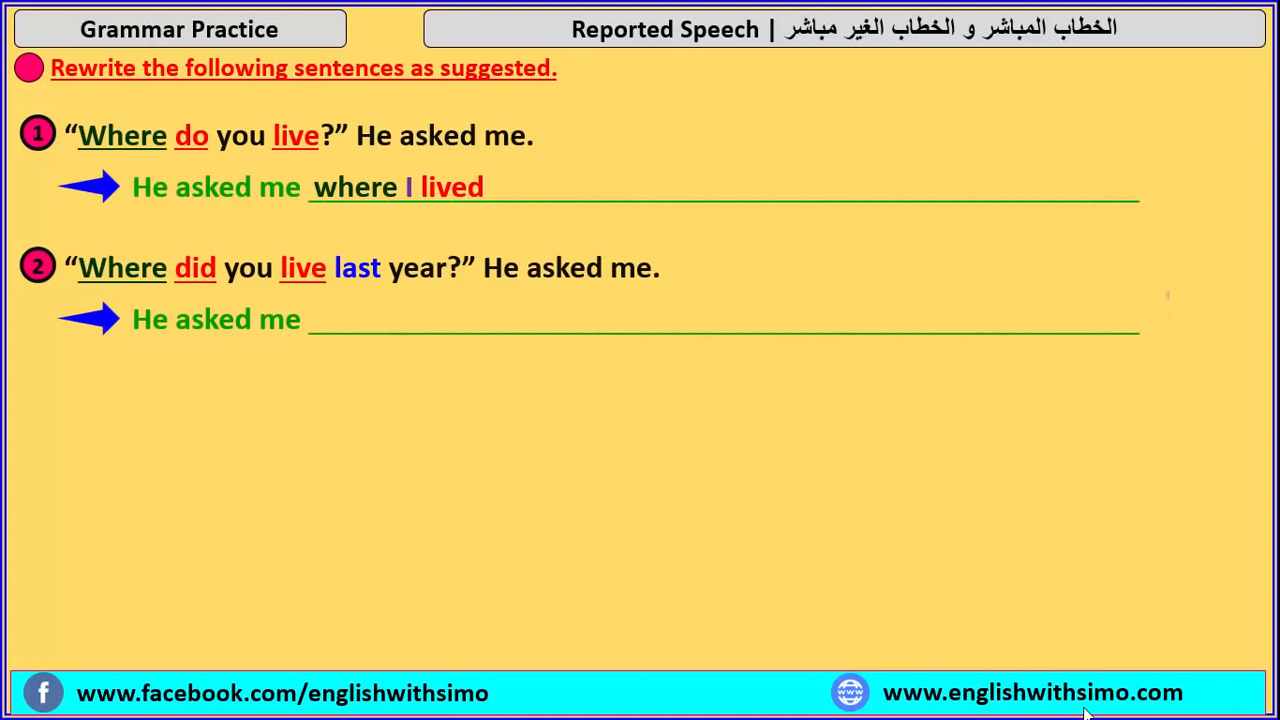 Grammar Practice
Reported Speech | الخطاب المباشر و الخطاب الغير مباشر
Rewrite the following sentences as suggested.
1 “Where do you live?” He asked me.
He asked me where I lived
2 “Where did you live last year?” He asked me.
He asked me
f www.facebook.com/englishwithsimo
www www.englishwithsimo.com